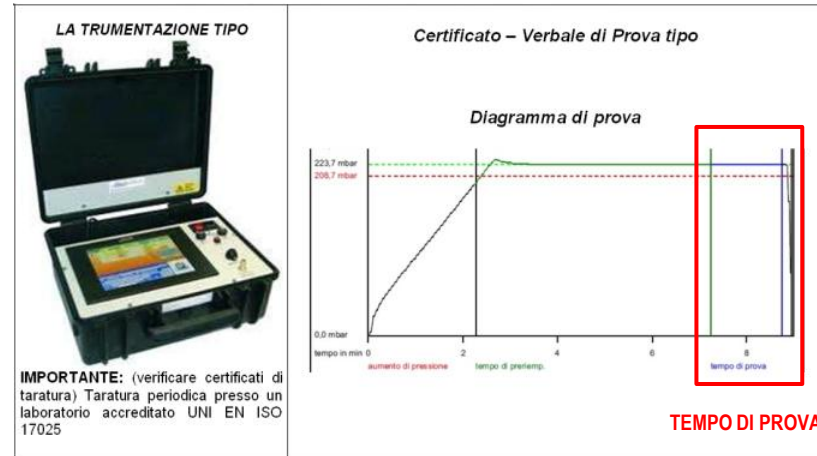 LA TRUMENTAZIONE TIPO
IMPORTANTE: (verificare certificati di
taratura) Taratura periodica presso un
laboratorio accreditato UNI EN ISO
17025
Certificato – Verbale di Prova tipo
Diagramma di prova
223,7 mbar
208,7 mbar
0,0 mbar
tempo in min 0 2 4 6 8
aumento di pressione tempo di preriemp. tempo di prova
TEMPO DI PROVA